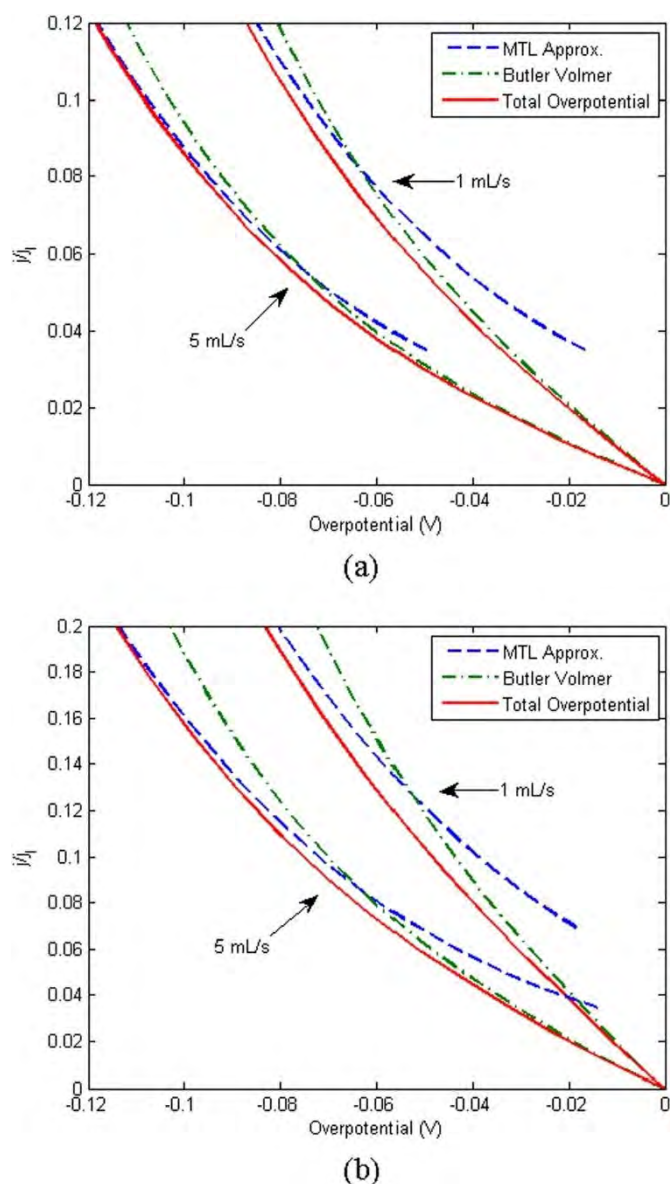 0.12
0.1
0.08
0.06
0.04
0.02
0
j/jl
MTL Approx.
Butler Volmer
Total Overpotential
1 mL/s
5 mL/s
-0.12 -0.1 -0.08 -0.06 -0.04 -0.02 0
Overpotential (V)
(a)
0.2
0.18
0.16
0.14
0.12
0.1
0.08
0.06
0.04
0.02
0
j/jl
MTL Approx.
Butler Volmer
Total Overpotential
1 mL/s
5 mL/s
-0.12 -0.1 -0.08 -0.06 -0.04 -0.02 0
Overpotential (V)
(b)